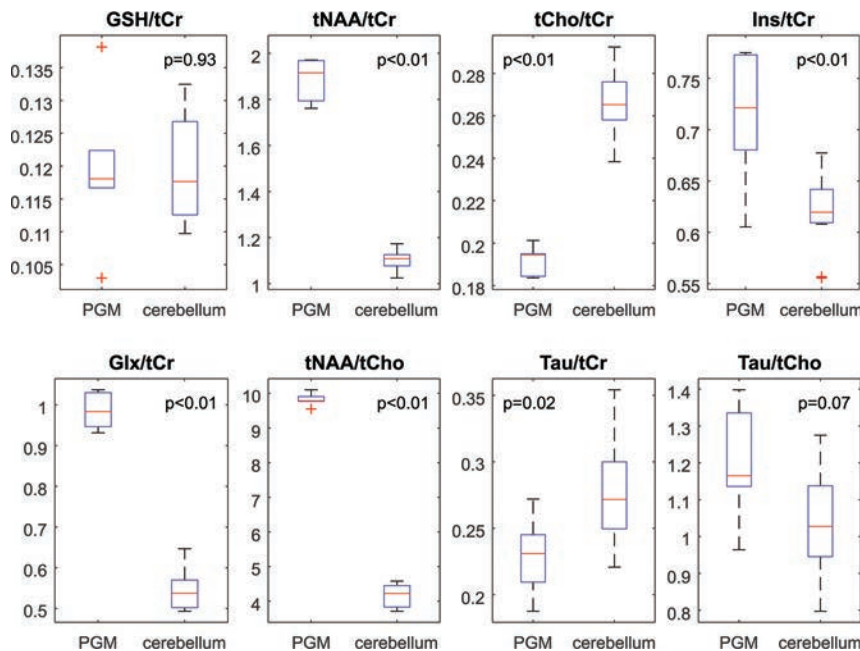 GSH/tCr
0.135
0.13
0.125
0.12
0.115
0.11
0.105
p=0.93
PGM cerebellum
tNAA/tCr
2
1.8
1.6
1.4
1.2
1
p<0.01
PGM cerebellum
tCho/tCr
0.28
0.26
0.24
0.22
0.2
0.18
p<0.01
PGM cerebellum
Ins/tCr
0.75
0.7
0.65
0.6
0.55
p<0.01
PGM cerebellum
Glx/tCr
1
0.9
0.8
0.7
0.6
0.5
p<0.01
PGM cerebellum
tNAA/tCho
10
9
8
7
6
5
4
p<0.01
PGM cerebellum
Tau/tCr
0.35
0.3
0.25
0.2
p=0.02
PGM cerebellum
Tau/tCho
1.4
1.3
1.2
1.1
1
0.9
0.8
p=0.07
PGM cerebellum